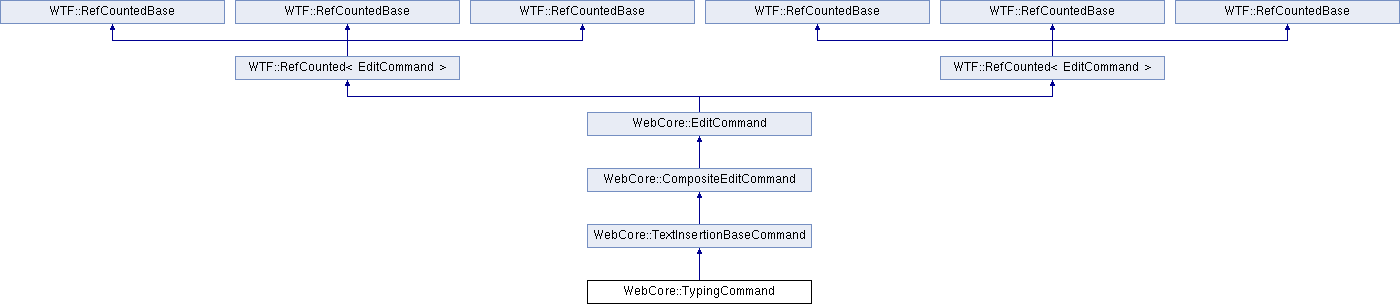 WTF::RefCountedBase
WTF::RefCountedBase
WTF::RefCountedBase
WTF::RefCountedBase
WTF::RefCountedBase
WTF::RefCountedBase
WTF::RefCounted< EditCommand >
WTF::RefCounted< EditCommand >
WebCore::EditCommand
WebCore::CompositeEditCommand
WebCore::TextInsertionBaseCommand
WebCore::TypingCommand